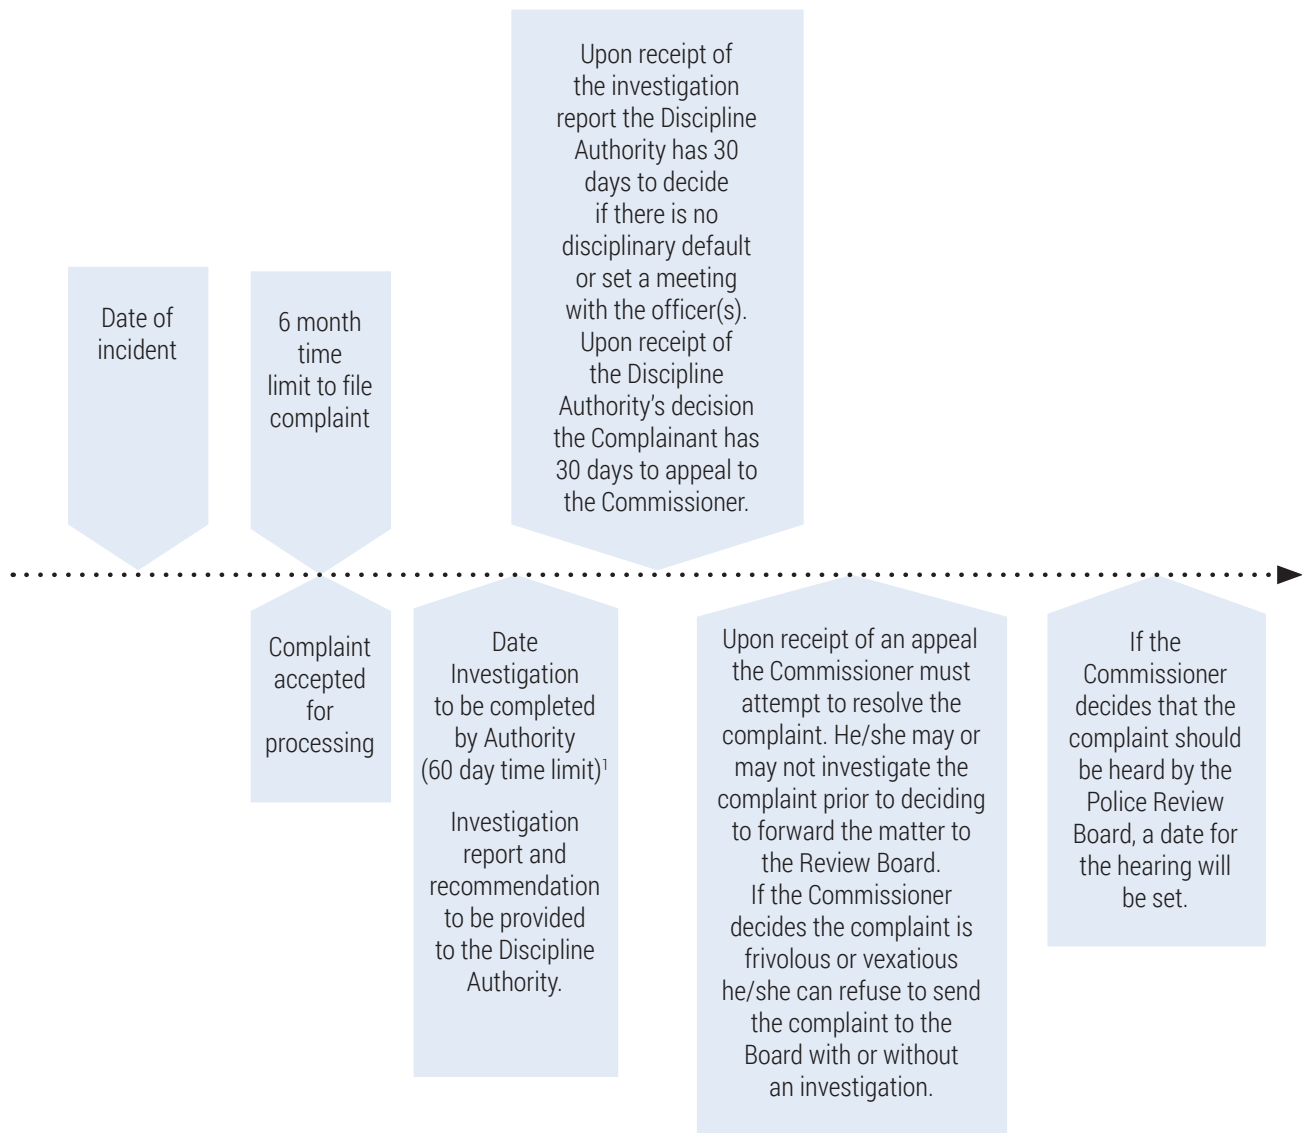 Date of
incident
6 month
time
limit to file
complaint
Complaint
accepted
for
processing
Date
Investigation
to be completed
by Authority
(60 day time limit)¹
Investigation
report and
recommendation
to be provided
to the Discipline
Authority.
Upon receipt of
the investigation
report the Discipline
Authority has 30
days to decide
if there is no
disciplinary default
or set a meeting
with the officer(s).
Upon receipt of
the Discipline
Authority’s decision
the Complainant has
30 days to appeal to
the Commissioner.
Upon receipt of an appeal
the Commissioner must
attempt to resolve the
complaint. He/she may or
may not investigate the
complaint prior to deciding
to forward the matter to
the Review Board.
If the Commissioner
decides the complaint is
frivolous or vexatious
he/she can refuse to send
the complaint to the
Board with or without
an investigation.
If the
Commissioner
decides that the
complaint should
be heard by the
Police Review
Board, a date for
the hearing will
be set.